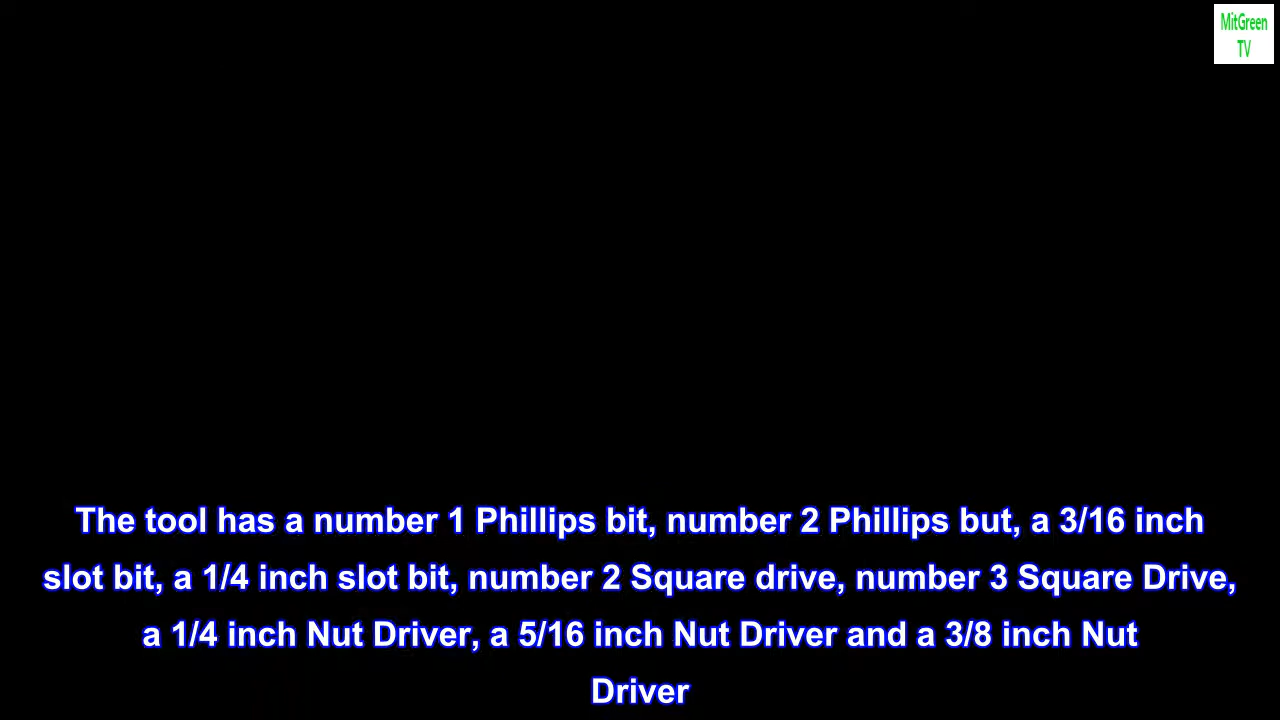 MitGreen
TV
The tool has a number 1 Phillips bit, number 2 Phillips but, a 3/16 inch
slot bit, a 1/4 inch slot bit, number 2 Square drive, number 3 Square Drive,
a 1/4 inch Nut Driver, a 5/16 inch Nut Driver and a 3/8 inch Nut
Driver